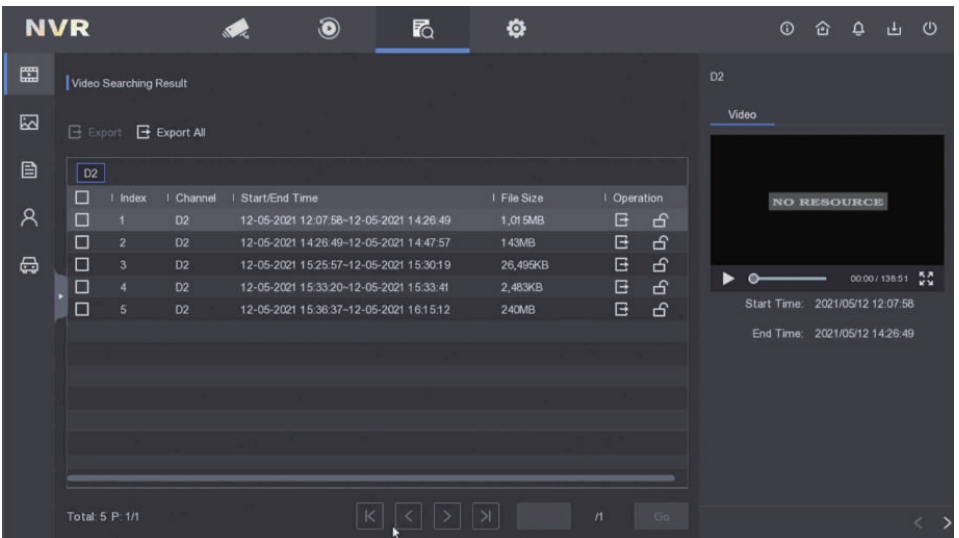 NVR
Video Searching Result
Export Export All
D2
Index Channel Start/End Time File Size Operation
1 D2 12-05-2021 12:07:58~12-05-2021 14:26:49 1,015MB
2 D2 12-05-2021 14:26:49~12-05-2021 14:47:57 143MB
3 D2 12-05-2021 15:25:57~12-05-2021 15:30:19 26,495KB
4 D2 12-05-2021 15:33:20~12-05-2021 15:33:41 2,483KB
5 D2 12-05-2021 15:36:37~12-05-2021 16:15:12 240MB
Total: 5 P: 1/1
/1 Go
D2
Video
NO RESOURCE
00:00 / 138:51
Start Time: 2021/05/12 12:07:58
End Time: 2021/05/12 14:26:49